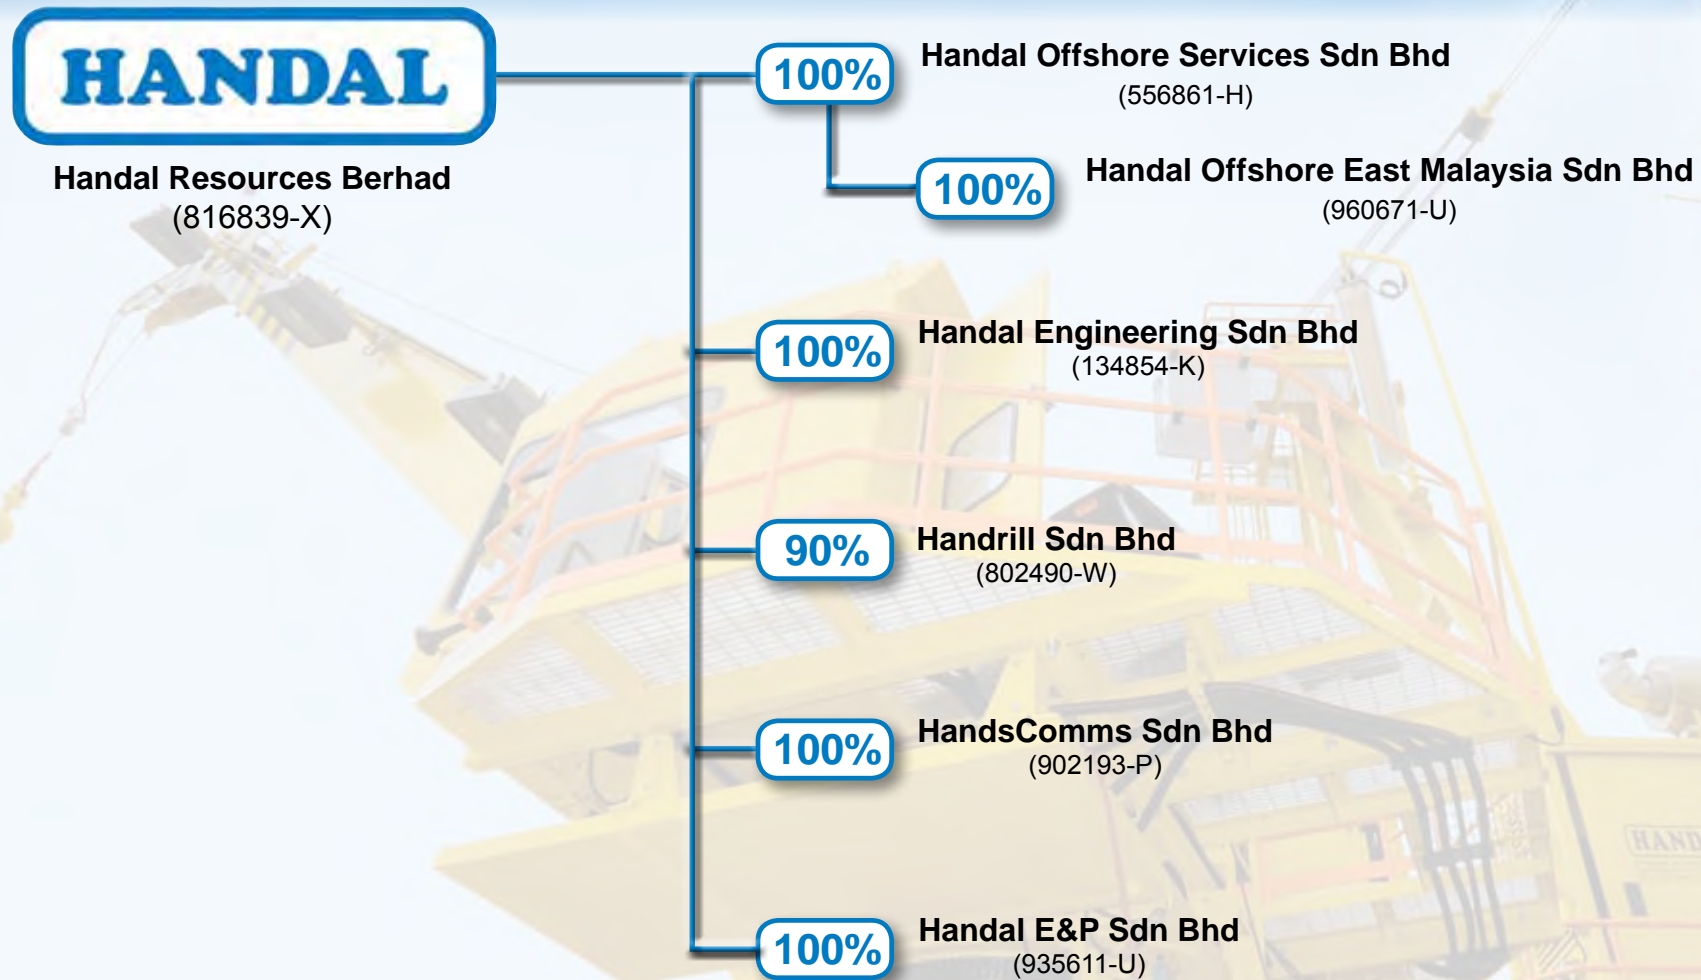 HANDAL
Handal Resources Berhad
(816839-X)
100%
Handal Offshore Services Sdn Bhd
(556861-H)
100%
Handal Offshore East Malaysia Sdn Bhd
(960671-U)
100%
Handal Engineering Sdn Bhd
(134854-K)
90%
Handrill Sdn Bhd
(802490-W)
100%
HandsComms Sdn Bhd
(902193-P)
100%
Handal E&P Sdn Bhd
(935611-U)
HAND